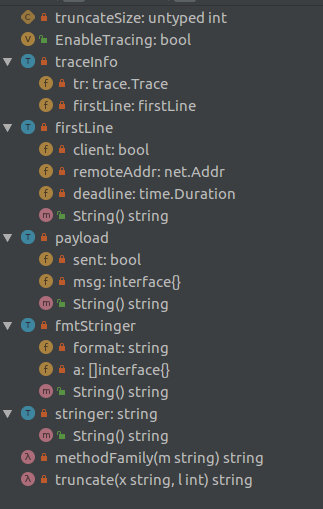 truncateSize: untyped int
EnableTracing: bool
traceInfo
tr: trace.Trace
firstLine: firstLine
firstLine
client: bool
remoteAddr: net.Addr
deadline: time.Duration
String() string
payload
sent: bool
msg: interface{}
String() string
fmtStringer
format: string
a: []interface{}
String() string
stringer: string
String() string
methodFamily(m string) string
truncate(x string, l int) string